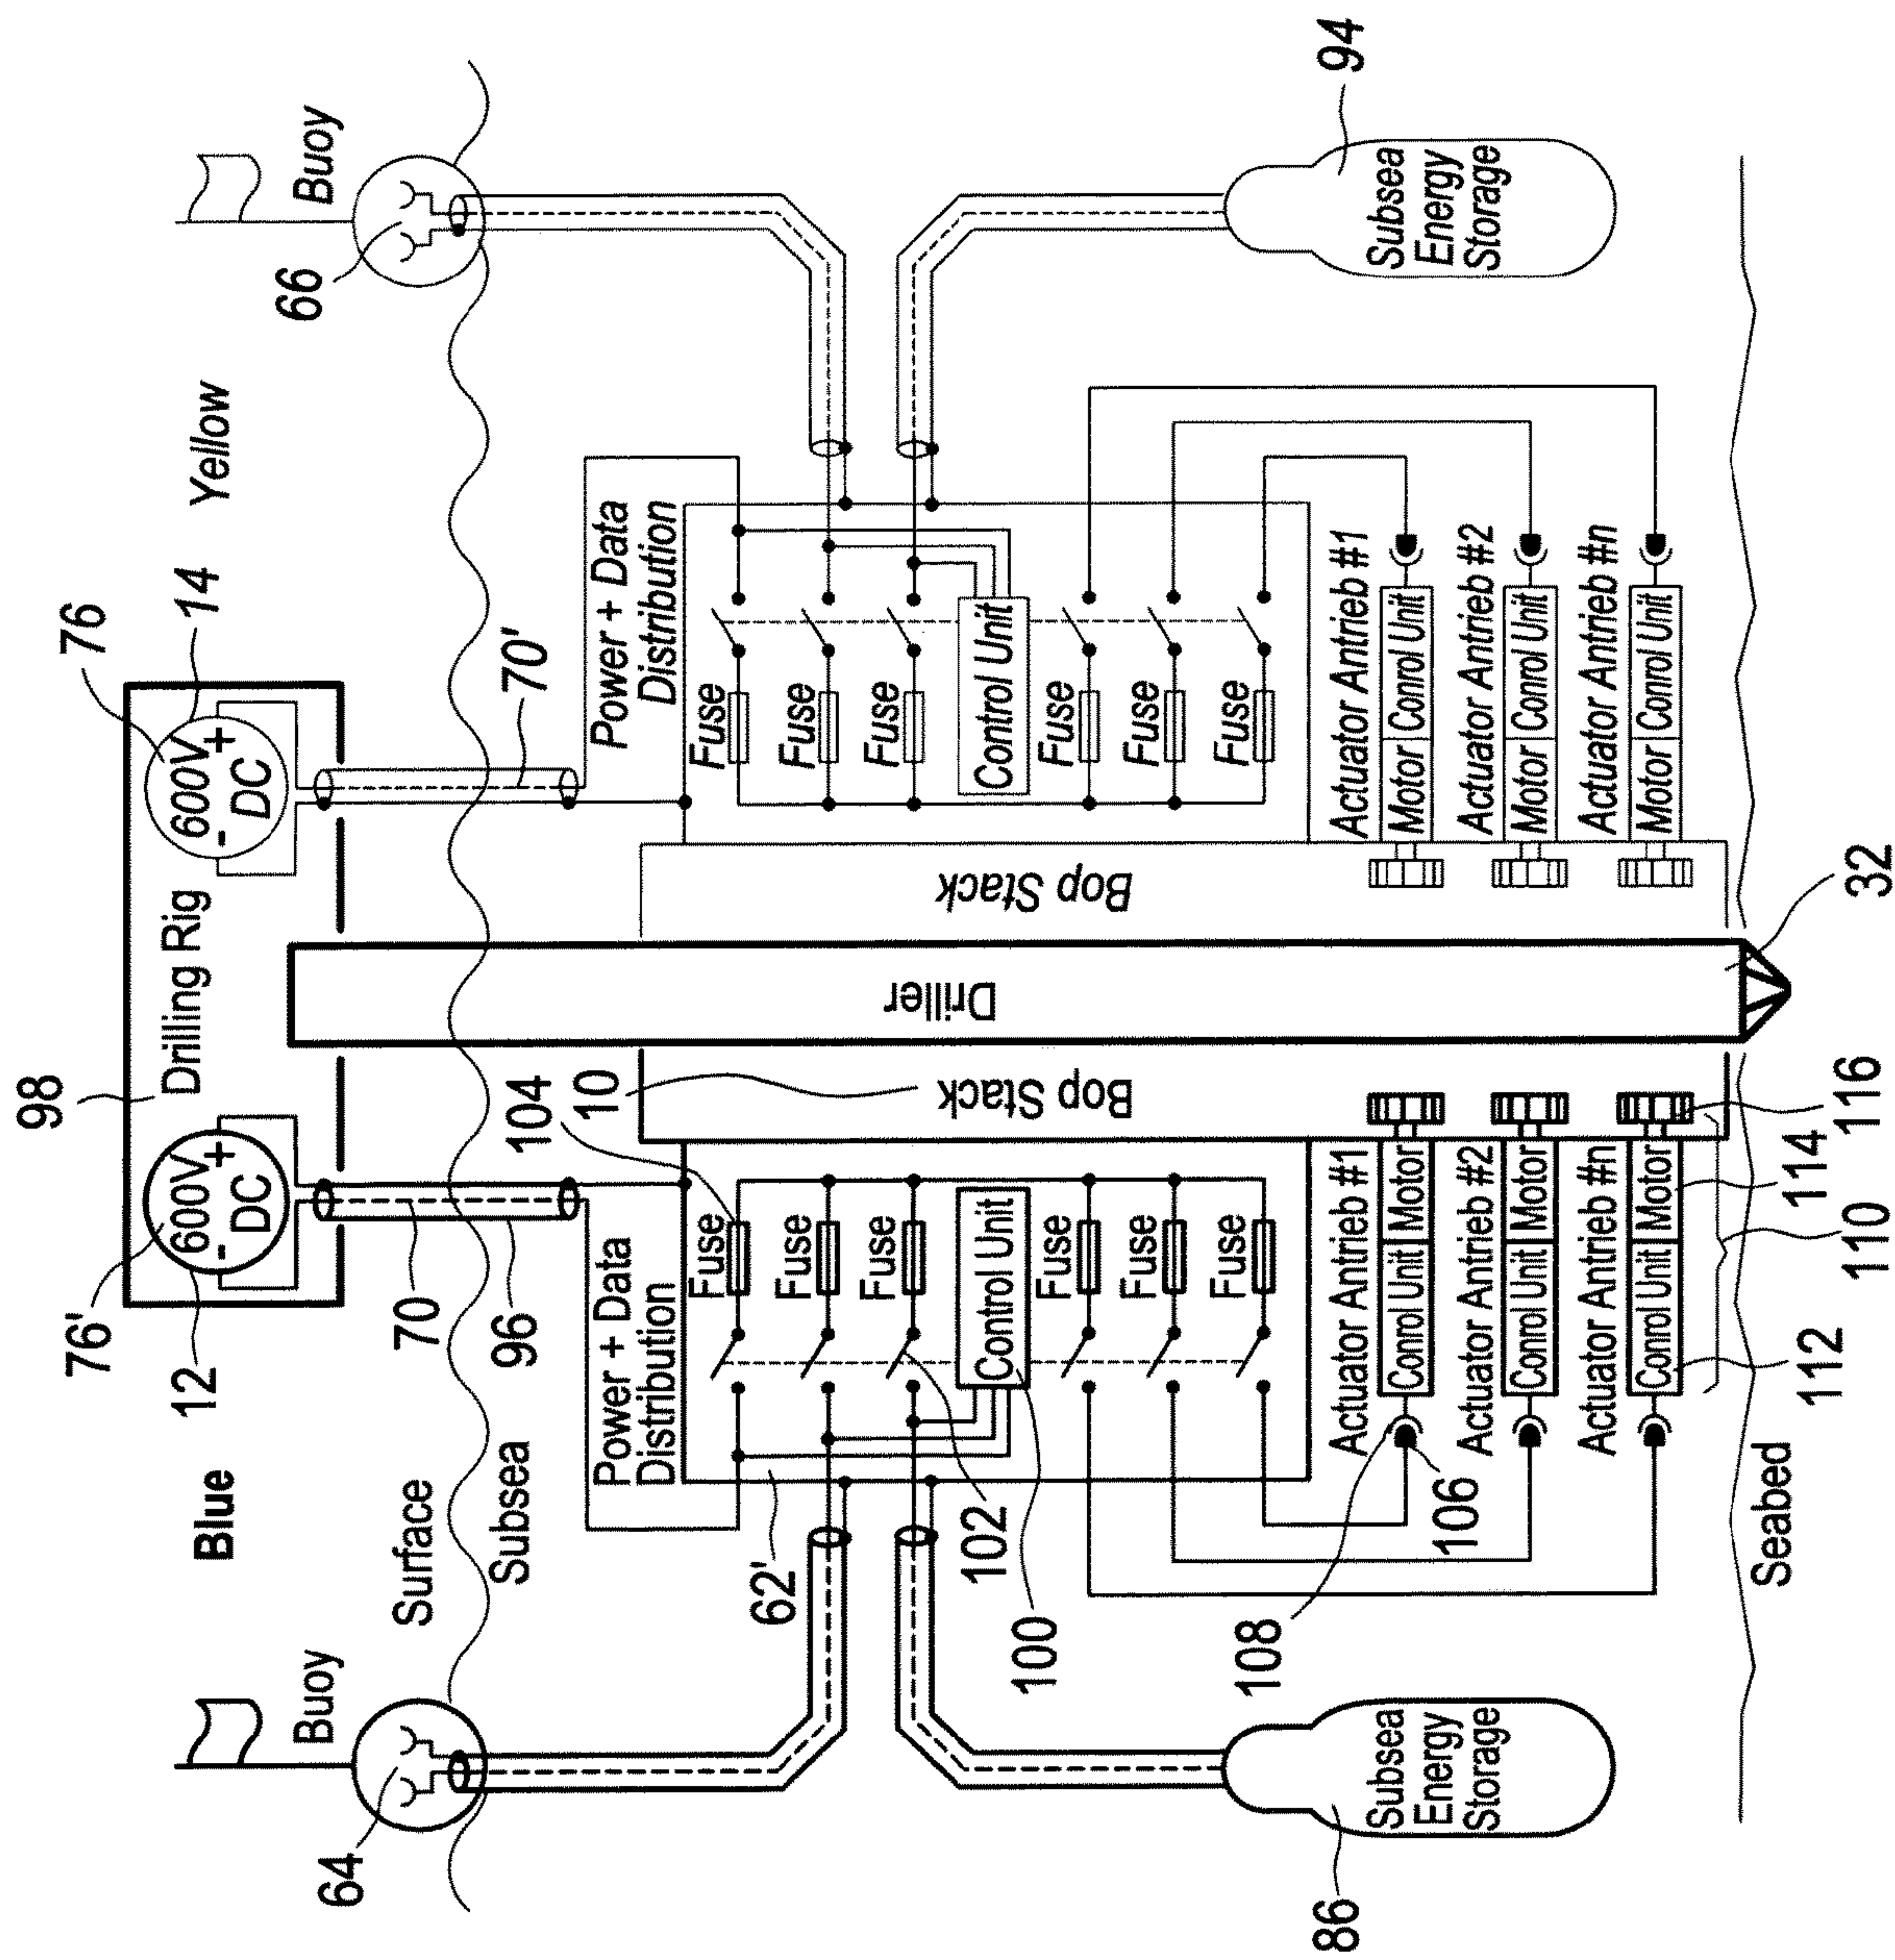 98
76'
76
12
14
Blue
Drilling Rig
Yellow
600V
- +
DC
600V
- +
DC
Buoy
Buoy
64
66
Surface
Subsea
70
96
70'
104
10
Power + Data
Distribution
Power + Data
Distribution
62'
Fuse
Fuse
Fuse
Fuse
Fuse
Fuse
102
100
Control Unit
Control Unit
Bop Stack
Driller
Bop Stack
Fuse
Fuse
Fuse
Fuse
Fuse
Fuse
108
106
Actuator Antrieb #1
Conrol Unit Motor
Actuator Antrieb #1
Motor Conrol Unit
Actuator Antrieb #2
Conrol Unit Motor
Actuator Antrieb #2
Motor Conrol Unit
Actuator Antrieb #n
Conrol Unit Motor
Actuator Antrieb #n
Motor Conrol Unit
86
Subsea
Energy
Storage
94
Subsea
Energy
Storage
Seabed
112
110
114
116
32